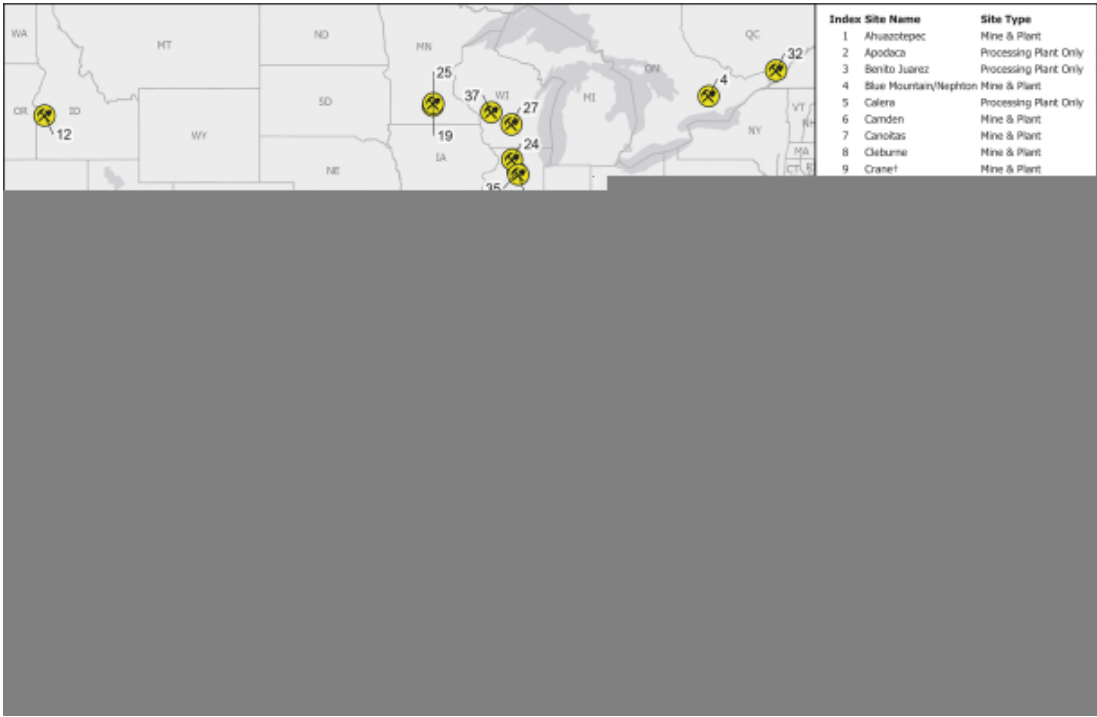 WA
MT
ND
MN
QC
32
25
ON
4
SD
37
WI
27
MI
VT
OR
ID
12
WY
19
NY
IA
24
MA
NE
CT
35
Index Site Name Site Type
1 Ahuazotepec Mine & Plant
2 Apodaca Processing Plant Only
3 Benito Juarez Processing Plant Only
4 Blue Mountain/Nephton Mine & Plant
5 Calera Processing Plant Only
6 Camden Mine & Plant
7 Canoitas Mine & Plant
8 Cleburne Mine & Plant
9 Crane† Mine & Plant